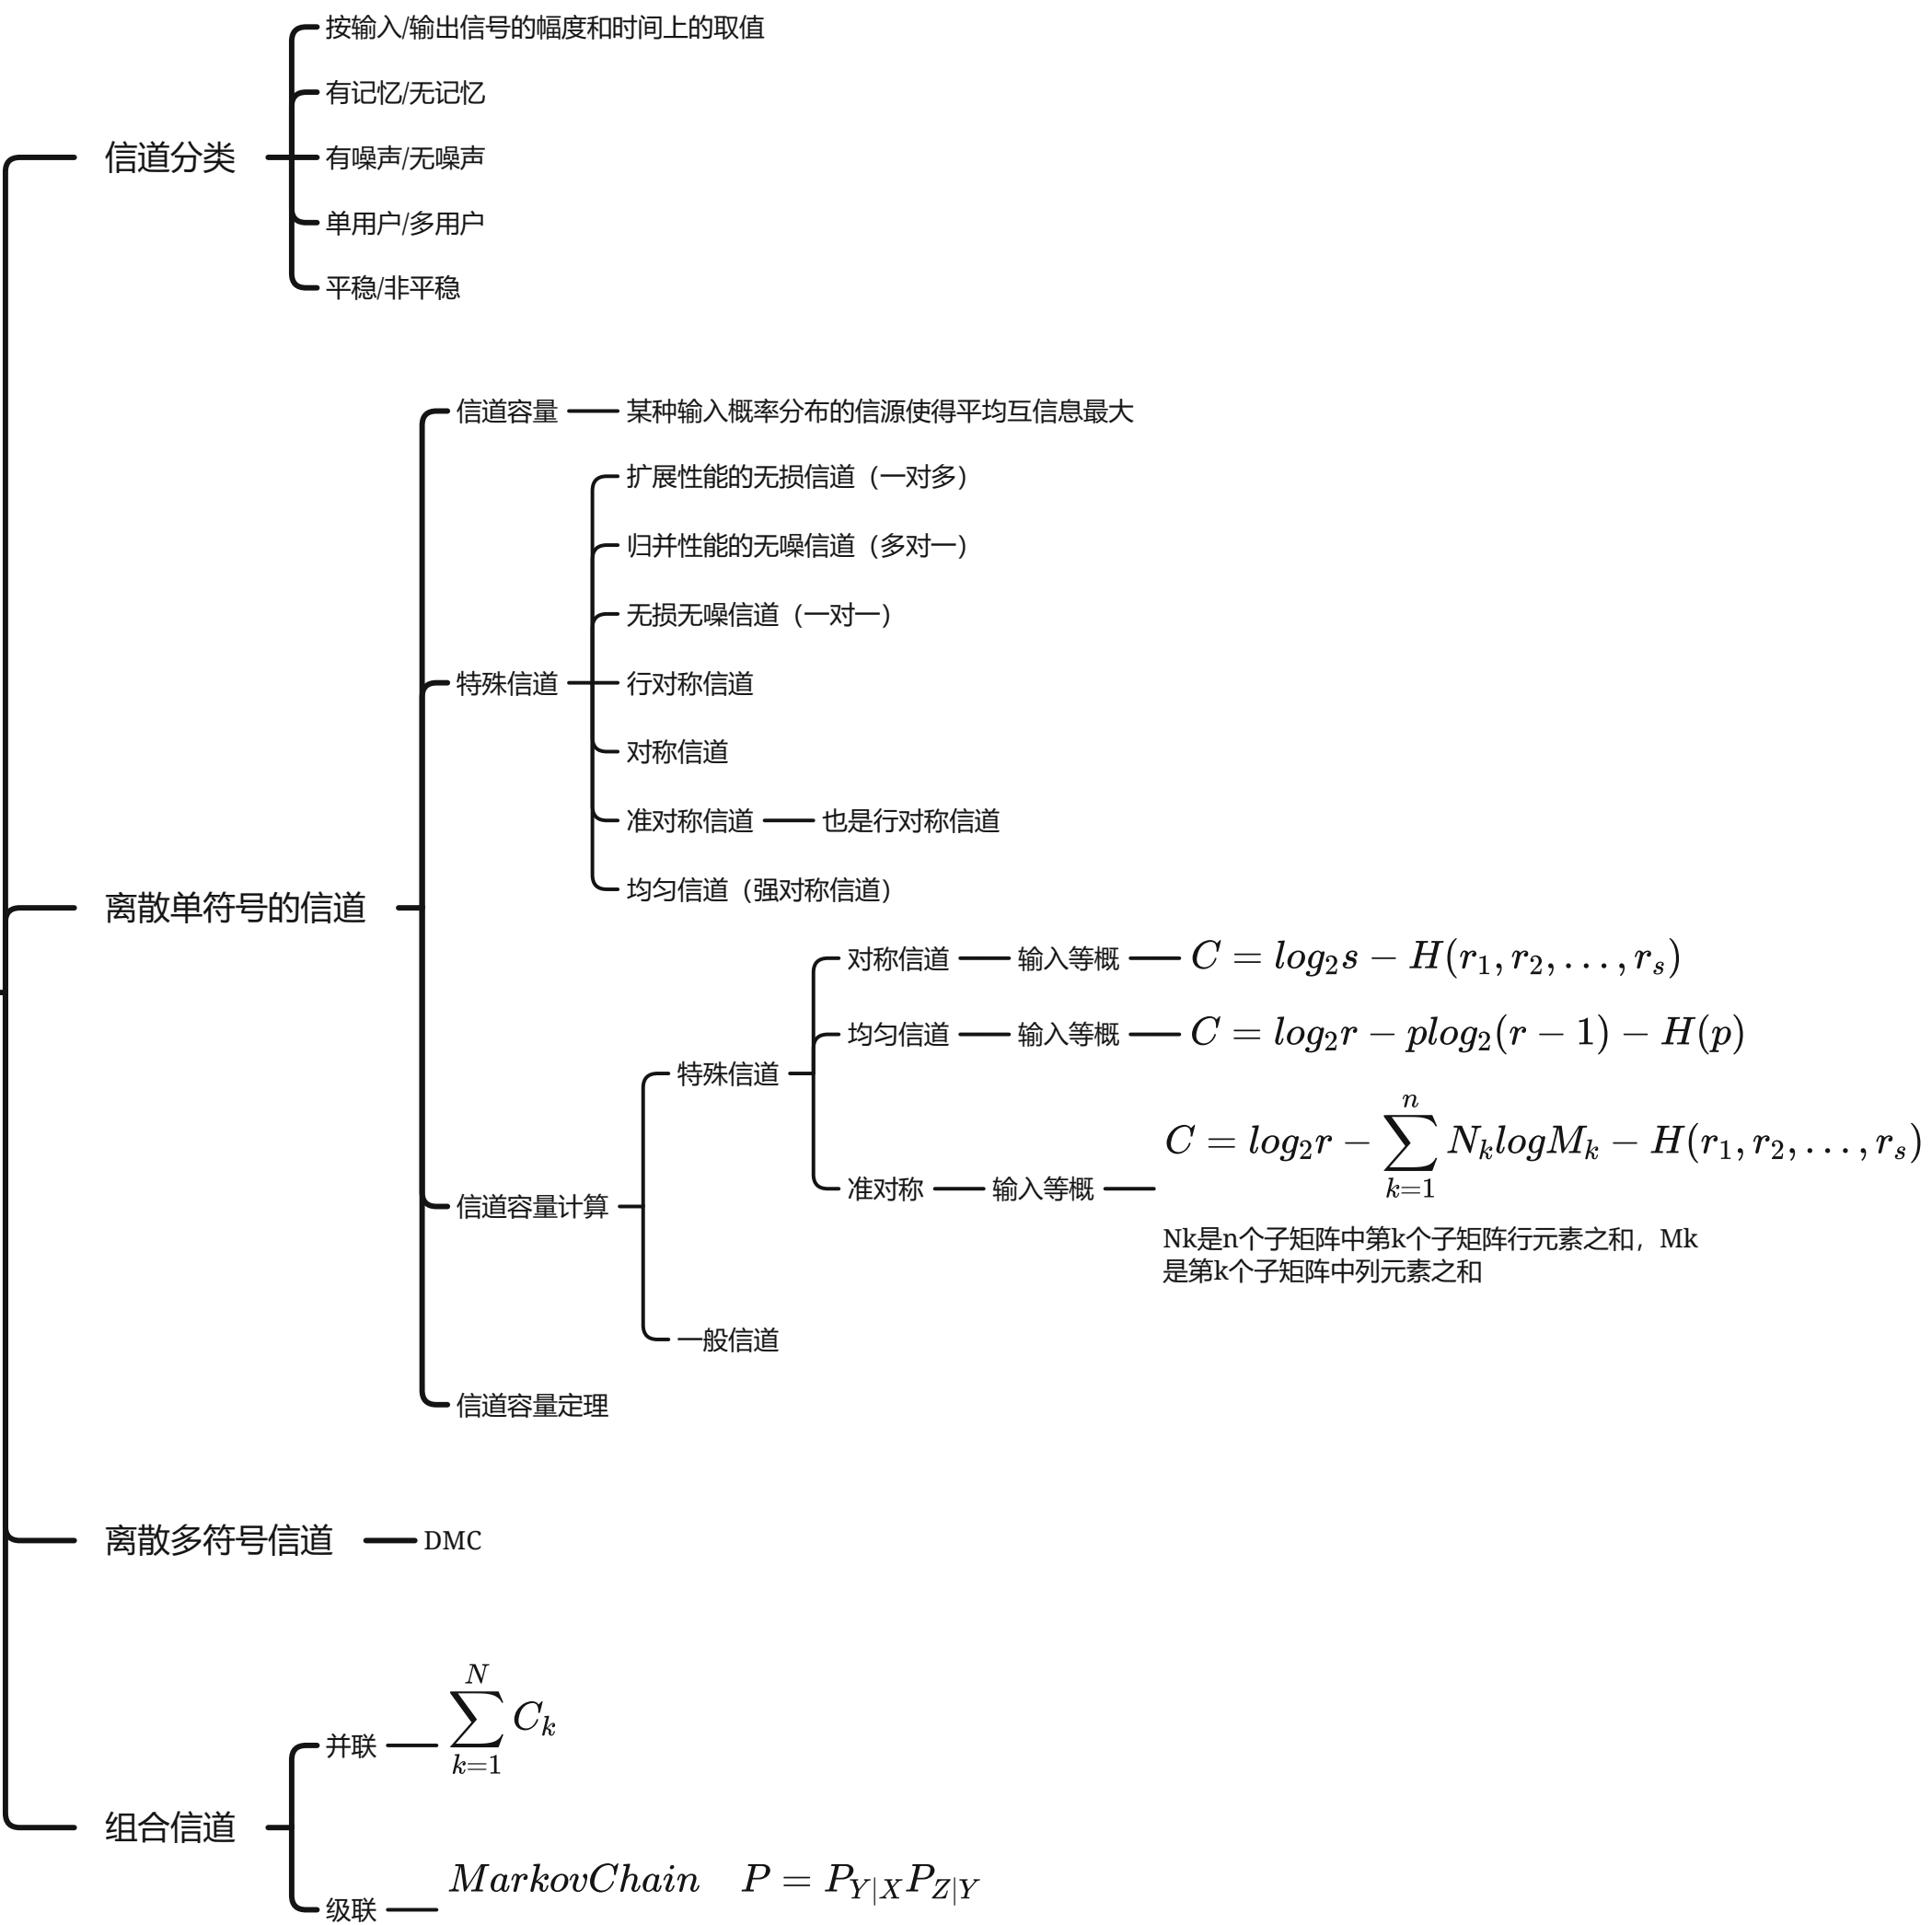 信道分类
按输入/输出信号的幅度和时间上的取值
有记忆/无记忆
有噪声/无噪声
单用户/多用户
平稳/非平稳
离散单符号的信道
信道容量
某种输入概率分布的信源使得平均互信息最大
特殊信道
扩展性能的无损信道（一对多）
归并性能的无噪信道（多对一）
无损无噪信道（一对一）
行对称信道
对称信道
准对称信道
也是行对称信道
均匀信道（强对称信道）
信道容量计算
特殊信道
对称信道
输入等概
C = log₂s − H(r₁, r₂, . . . , rₛ)
均匀信道
输入等概
C = log₂r − plog₂(r − 1) − H(p)
准对称
输入等概
C = log₂r − ∑_{k=1}^{n} NₖlogMₖ − H(r₁, r₂, . . . , rₛ)
Nk是n个子矩阵中第k个子矩阵行元素之和，Mk
是第k个子矩阵中列元素之和
一般信道
信道容量定理
离散多符号信道
DMC
组合信道
并联
∑_{k=1}^{N} Cₖ
级联
MarkovChain P = P_{Y|X}P_{Z|Y}